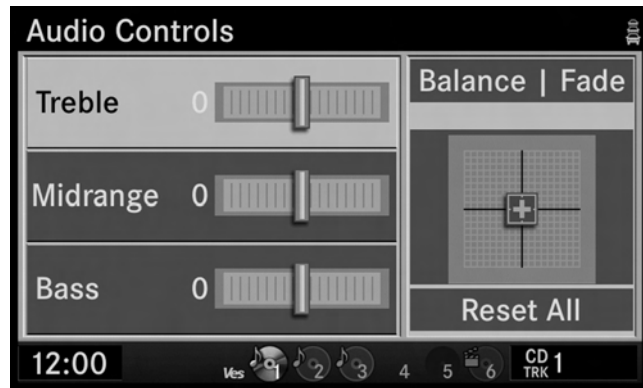 Audio Controls
Treble 0
Midrange 0
Bass 0
Balance | Fade
Reset All
12:00
Ves 1 2 3 4 5 6
CD
TRK 1